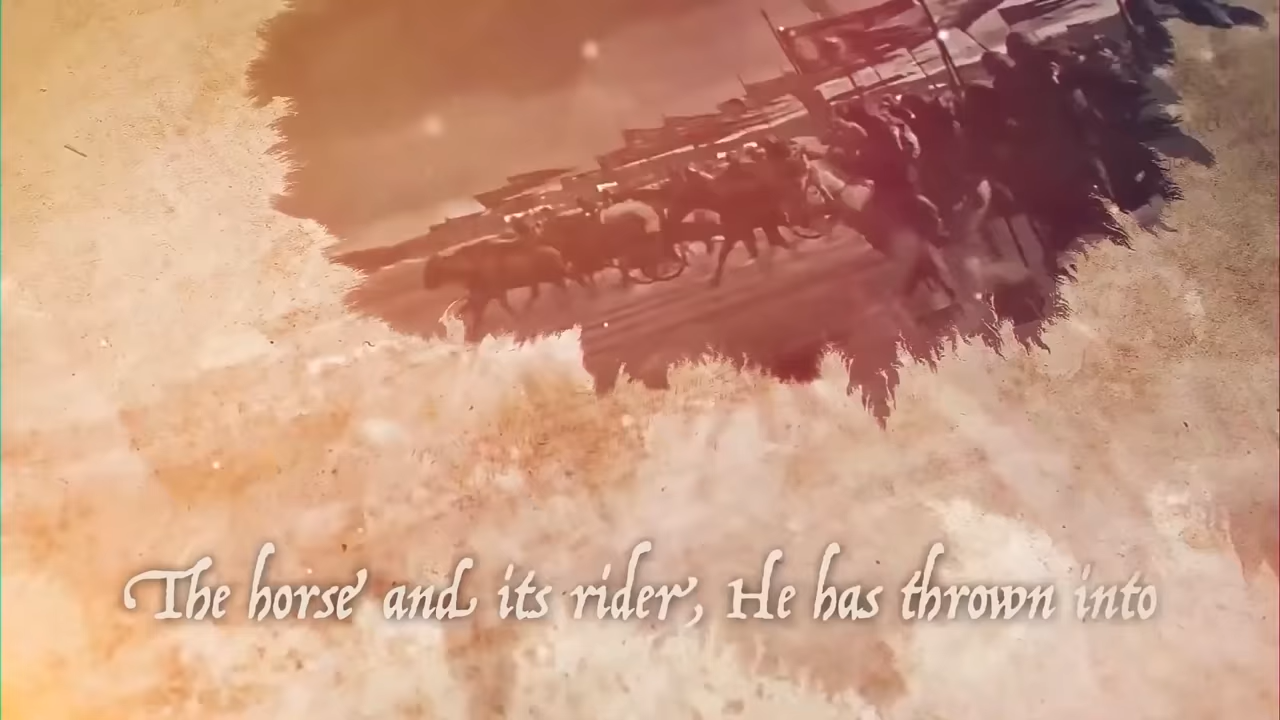 The horse and its rider, He has thrown into